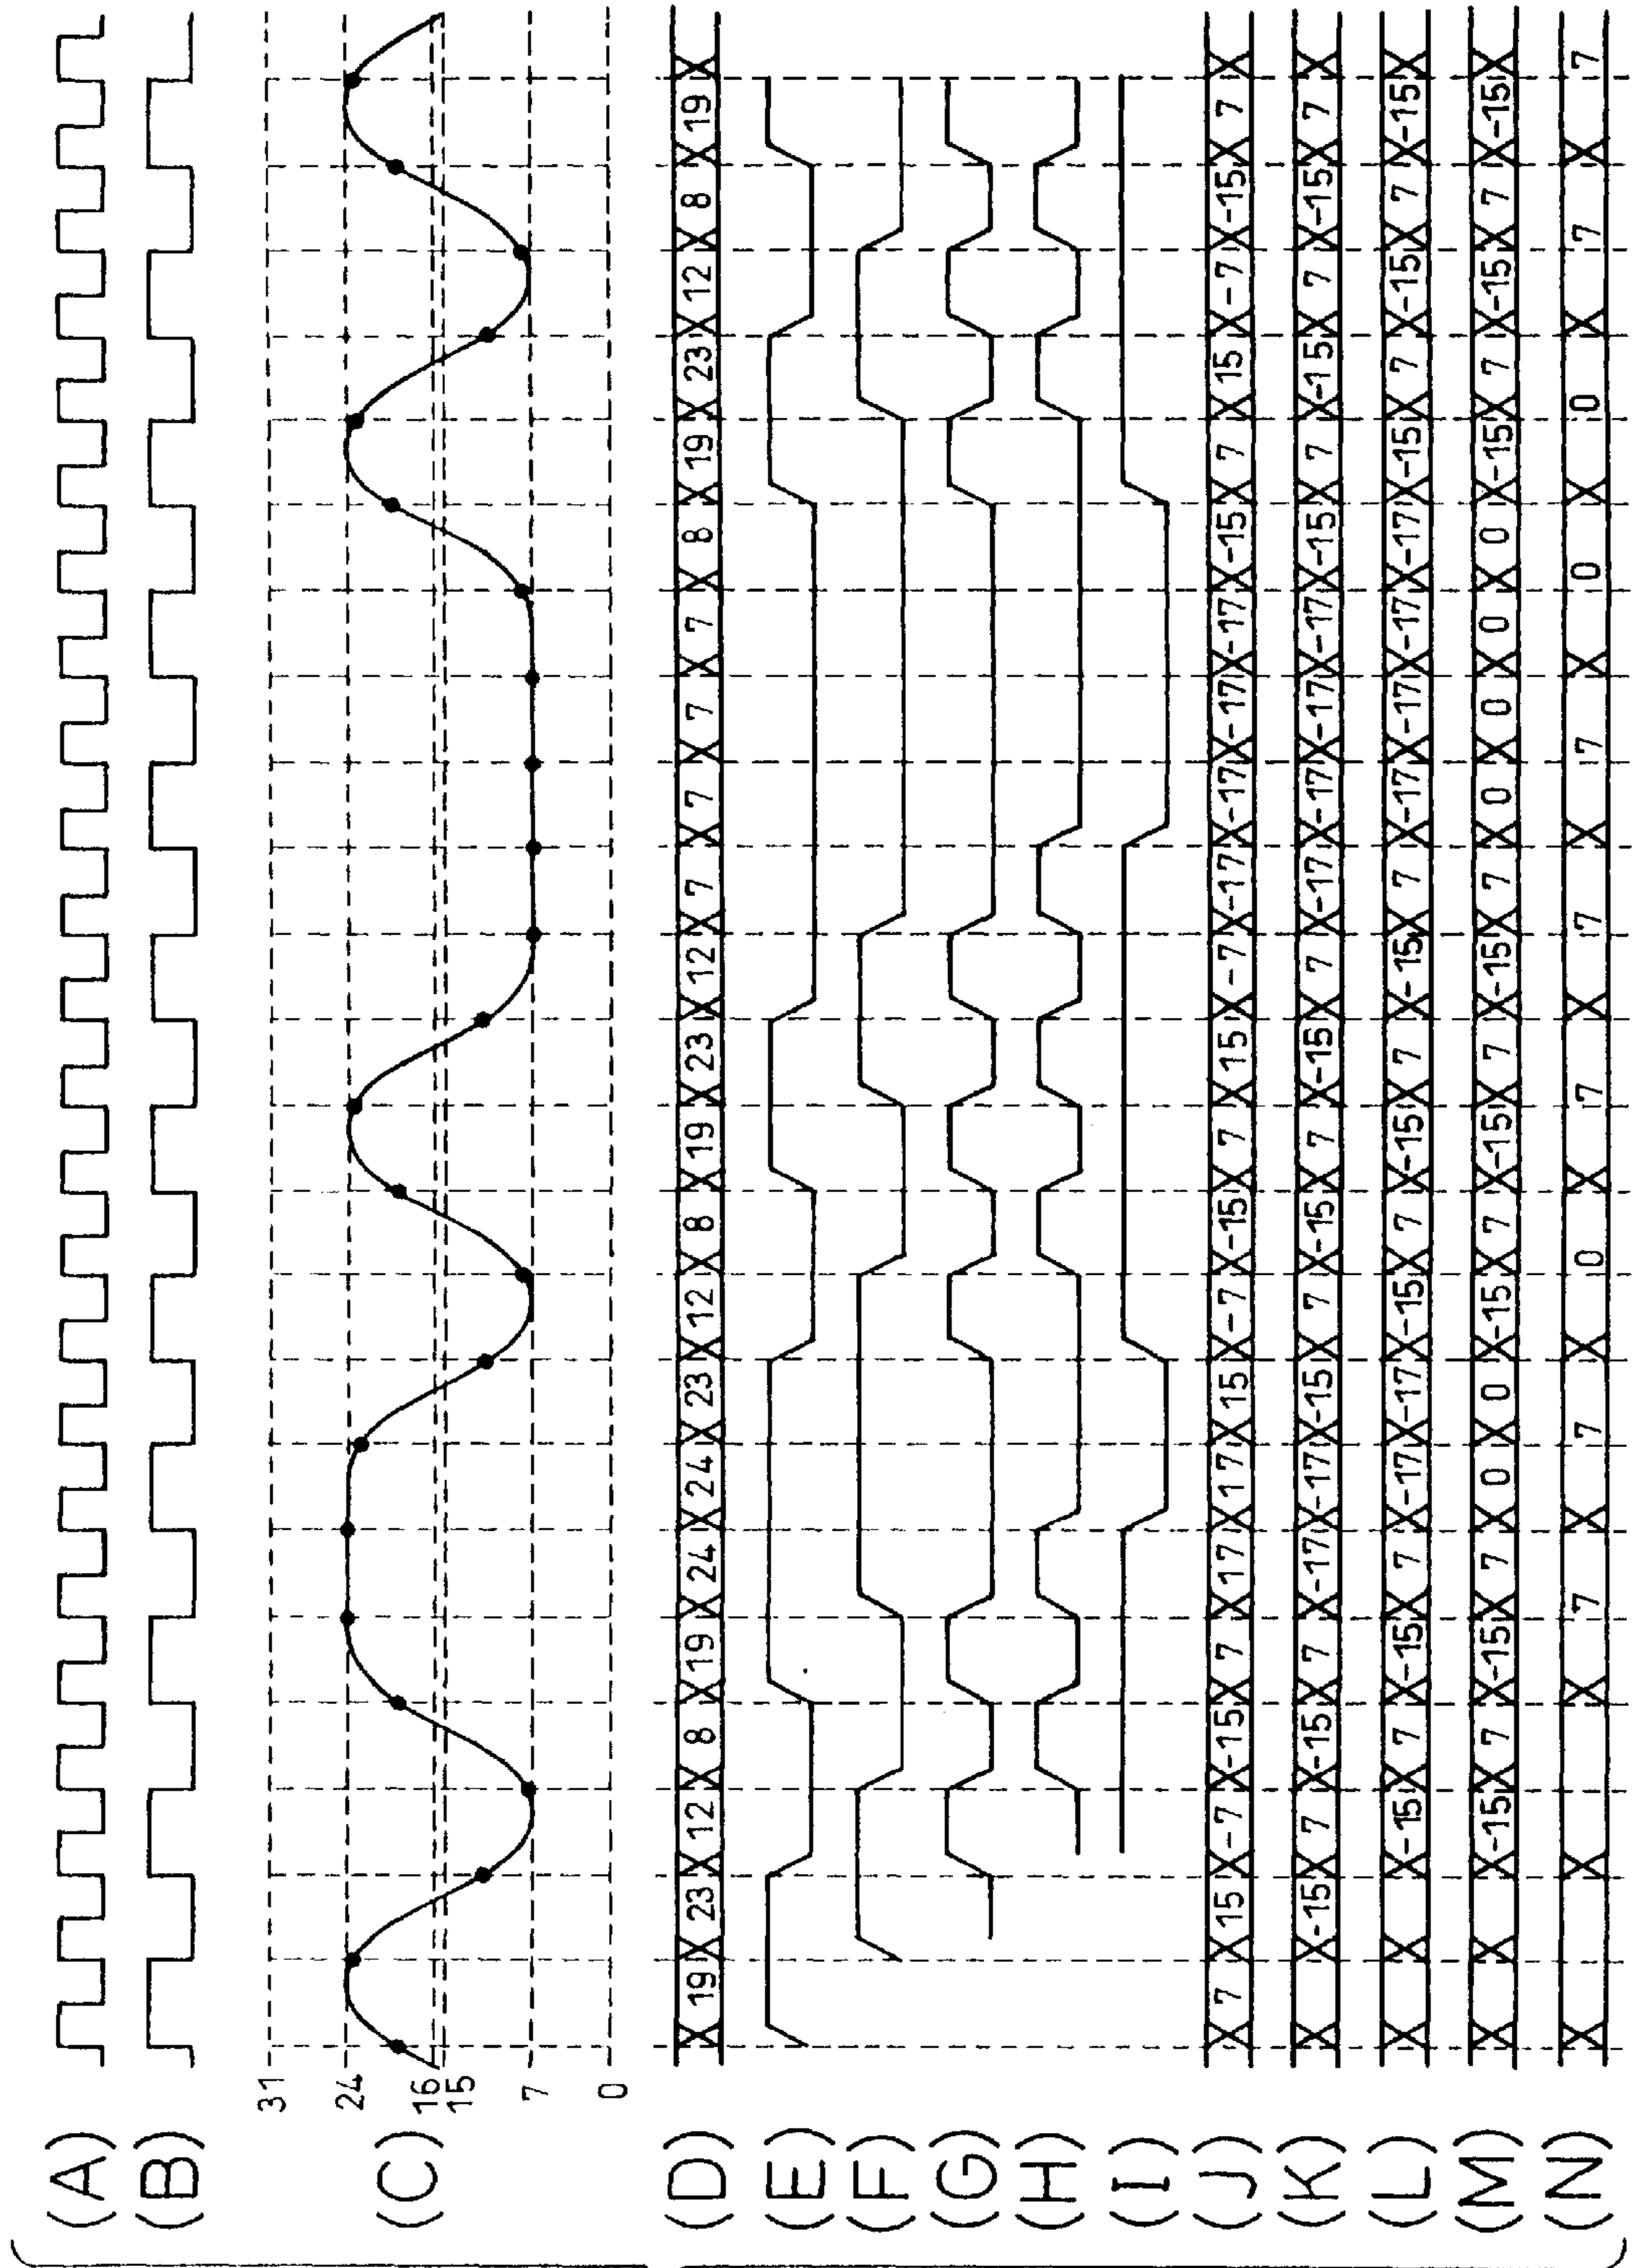 (A)
(B)
(C)
31
24
16
15
7
0
(D) 19 23 12 8 19 24 24 23 12 8 19 23 12 7 7 7 7 8 19 23 12 8 19
(E)
(F)
(G)
(H)
(I)
(J) 7 15 -7 -15 7 17 17 15 -7 -15 7 15 -7 -17 -17 -17 -17 -15 7 15 -7 -15 7
(K) -15 7 -15 7 -17 -17 -15 7 -15 7 -15 7 -17 -17 -17 -17 -15 7 -15 7 -15 7
(L) -15 7 -15 7 -17 -17 -15 7 -15 7 -15 7 -17 -17 -17 -17 -15 7 -15 7 -15
(M) -15 7 -15 7 0 0 -15 7 -15 7 -15 7 0 0 0 0 -15 7 -15 7 -15
(N) 7 7 0 7 7 17 0 0 7 7